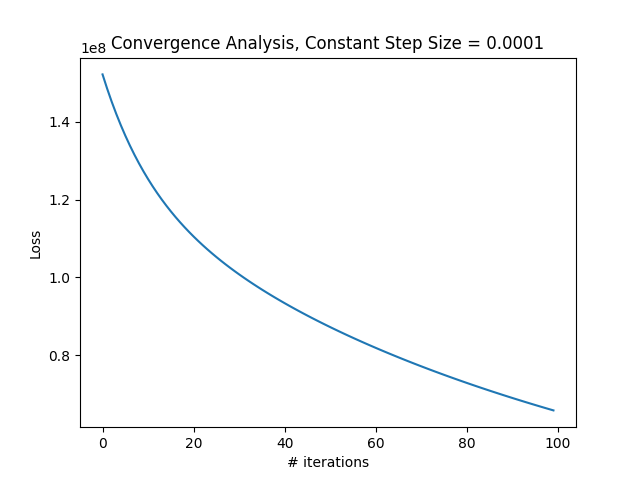 Convergence Analysis, Constant Step Size = 0.0001
1e8
1.4
1.2
1.0
0.8
Loss
0 20 40 60 80 100
# iterations